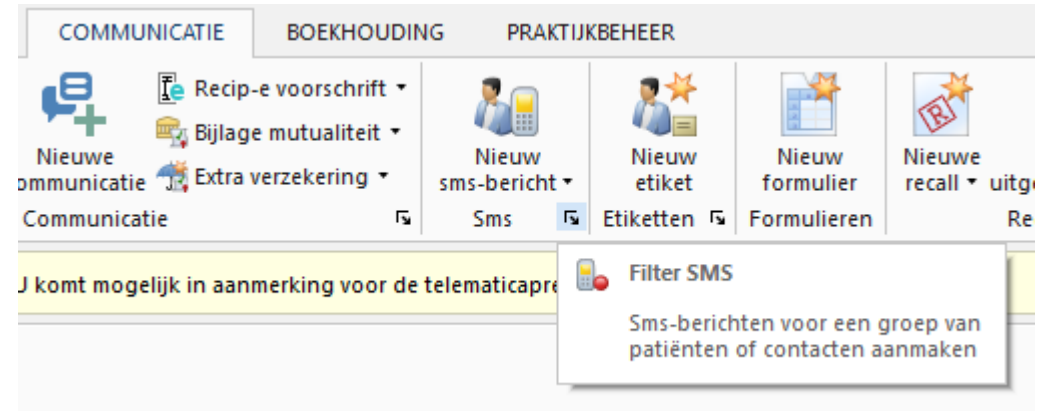 COMMUNICATIE BOEKHOUDING PRAKTIJKBEHEER
Recip-e voorschrift
Bijlage mutualiteit
Extra verzekering
Nieuwe
ommunicatie
Nieuw
sms-bericht
Nieuw
etiket
Nieuw
formulier
Nieuwe
recall
uitg
Communicatie Sms Etiketten Formulieren Re
U komt mogelijk in aanmerking voor de telematicapre
Filter SMS
Sms-berichten voor een groep van
patiënten of contacten aanmaken